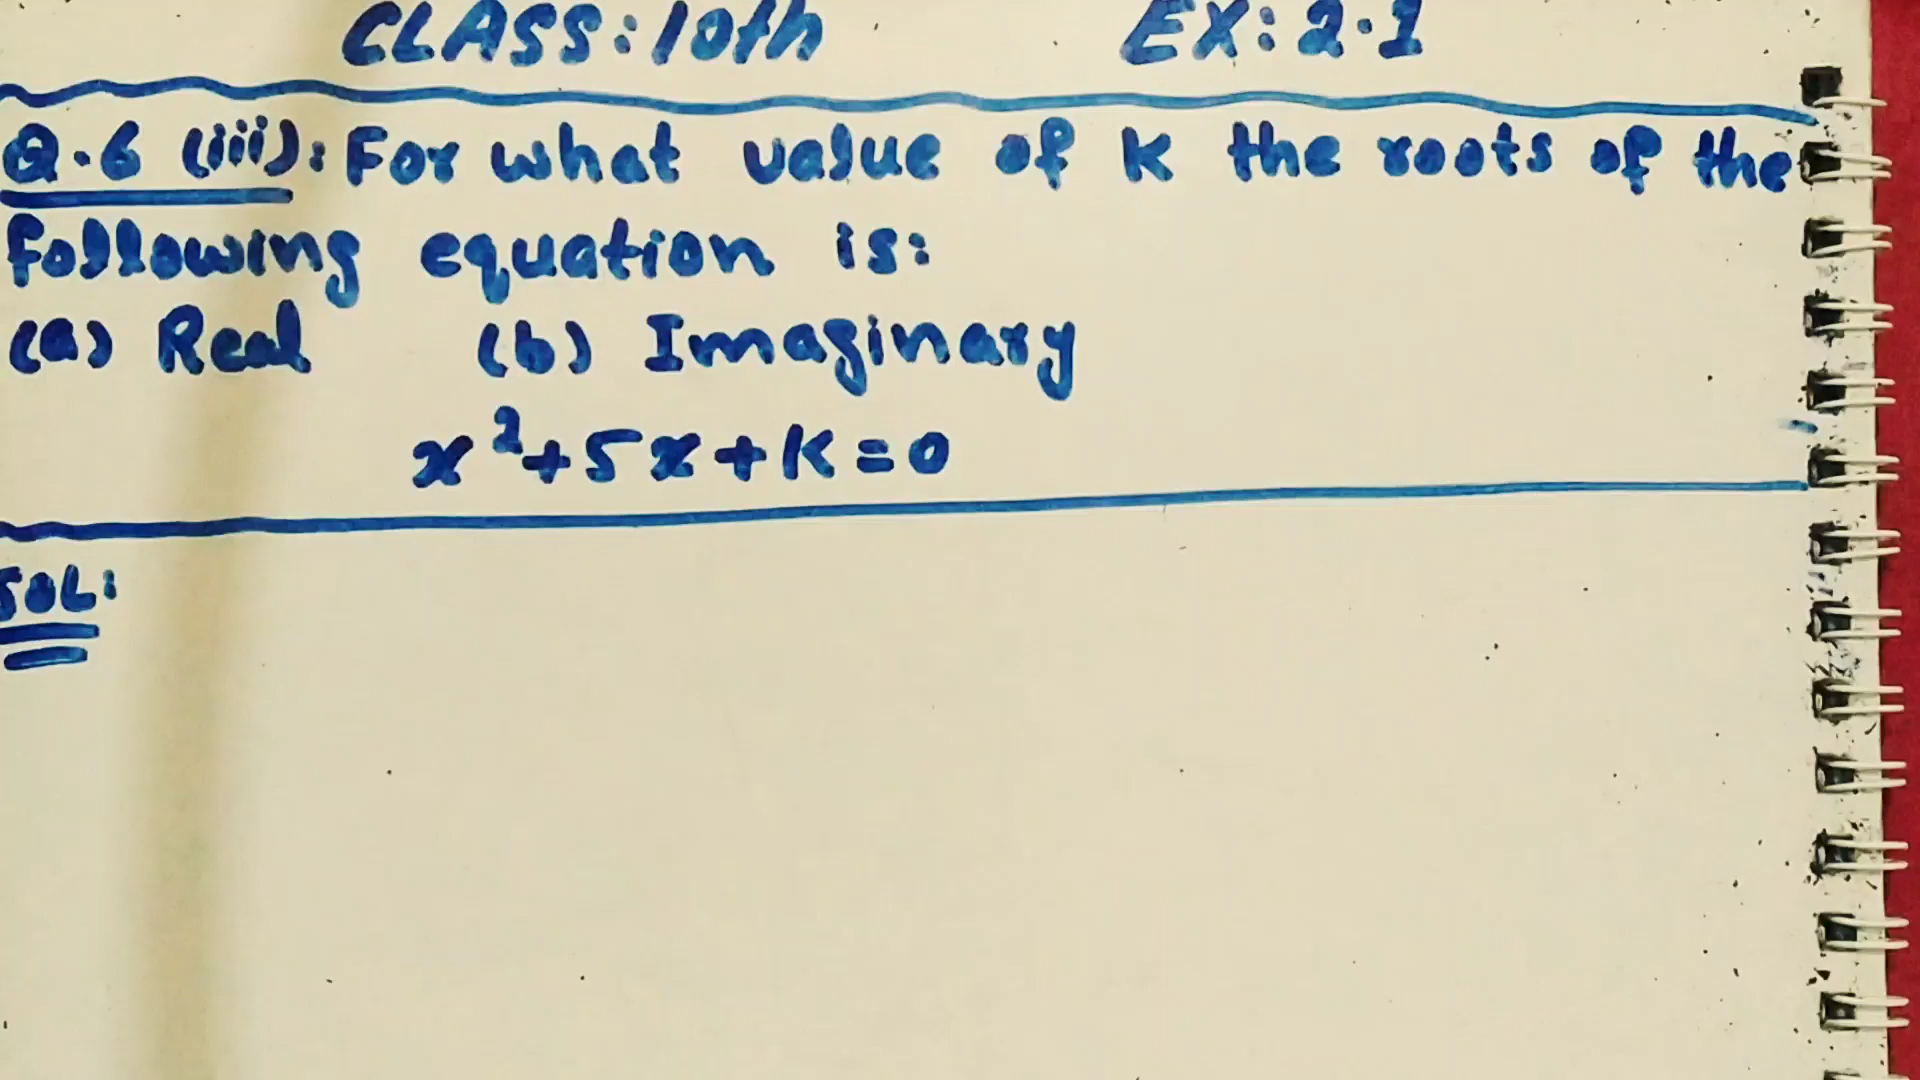 CLASS: 10th EX: 2.1
Q.6 (iii): For what value of K the roots of the
following equation is:
(a) Real (b) Imaginary
x²+5x+K=0
SOL: